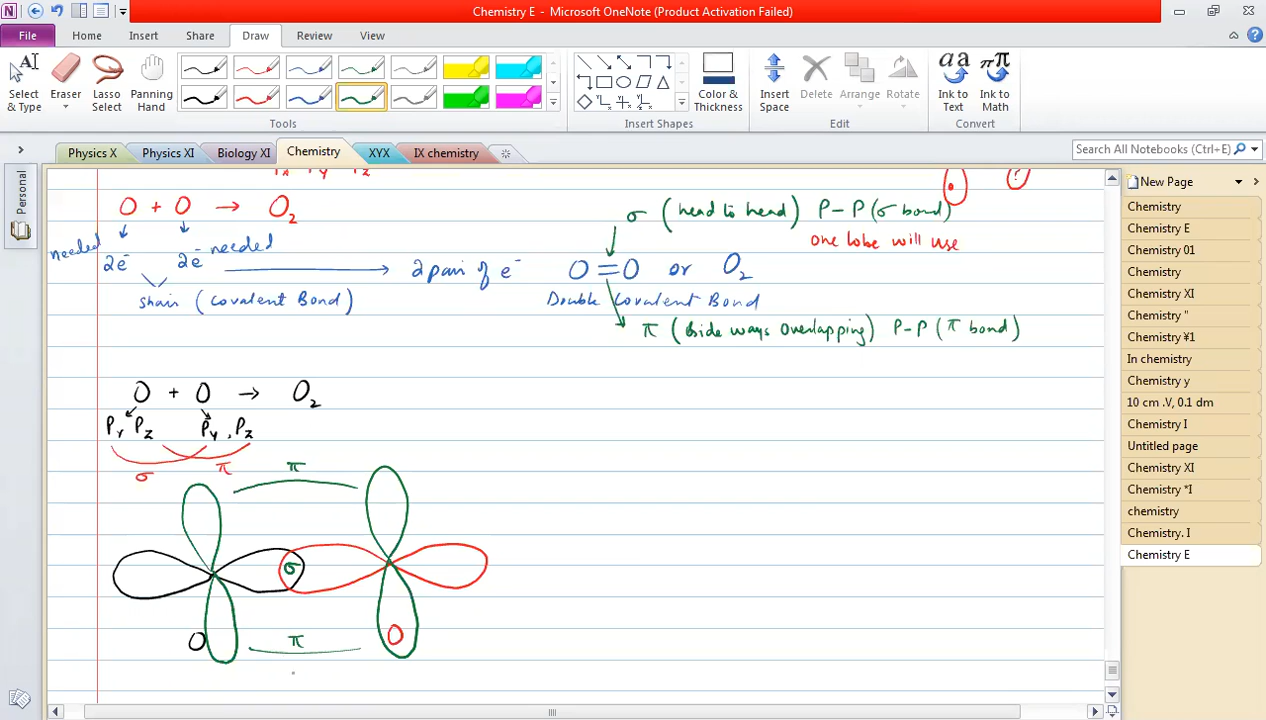 Chemistry E - Microsoft OneNote (Product Activation Failed)
File Home Insert Share Draw Review View
Select & Type
Eraser
Lasso Select
Panning Hand
Color & Thickness
Insert Space
Delete
Arrange
Rotate
Ink to Text
Ink to Math
Tools
Insert Shapes
Edit
Convert
Physics X
Physics XI
Biology XI
Chemistry
XYX
IX chemistry
Search All Notebooks (Ctrl+E)
Personal
New Page
Chemistry
Chemistry E
Chemistry 01
Chemistry
Chemistry XI
Chemistry "
Chemistry ¥1
In chemistry
Chemistry y
10 cm .V, 0.1 dm
Chemistry I
Untitled page
Chemistry XI
Chemistry *I
chemistry
Chemistry. I
Chemistry E
O + O → O2
needed 2e⁻ 2e⁻ needed → 2 pair of e⁻
shair (Covalent Bond)
σ (head to head) P-P (σ bond)
one lobe will use
O = O or O2
Double Covalent Bond
π (side ways overlapping) P-P (π bond)
O + O → O2
Py Pz Py, Pz
σ π
π
σ
O π O